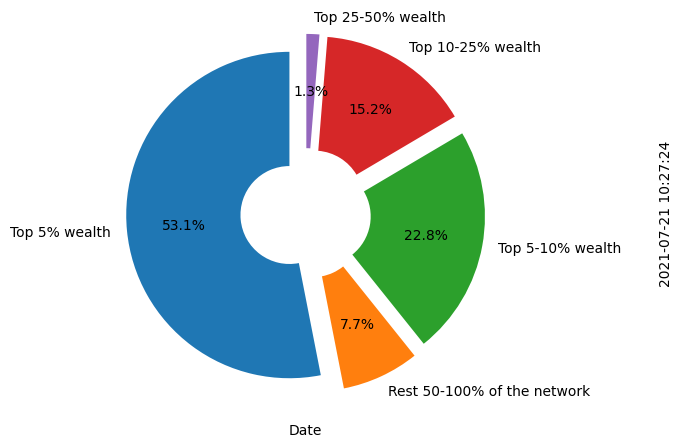 Top 25-50% wealth
Top 10-25% wealth
1.3%
15.2%
53.1%
22.8%
Top 5% wealth
Top 5-10% wealth
7.7%
Rest 50-100% of the network
Date
2021-07-21 10:27:24